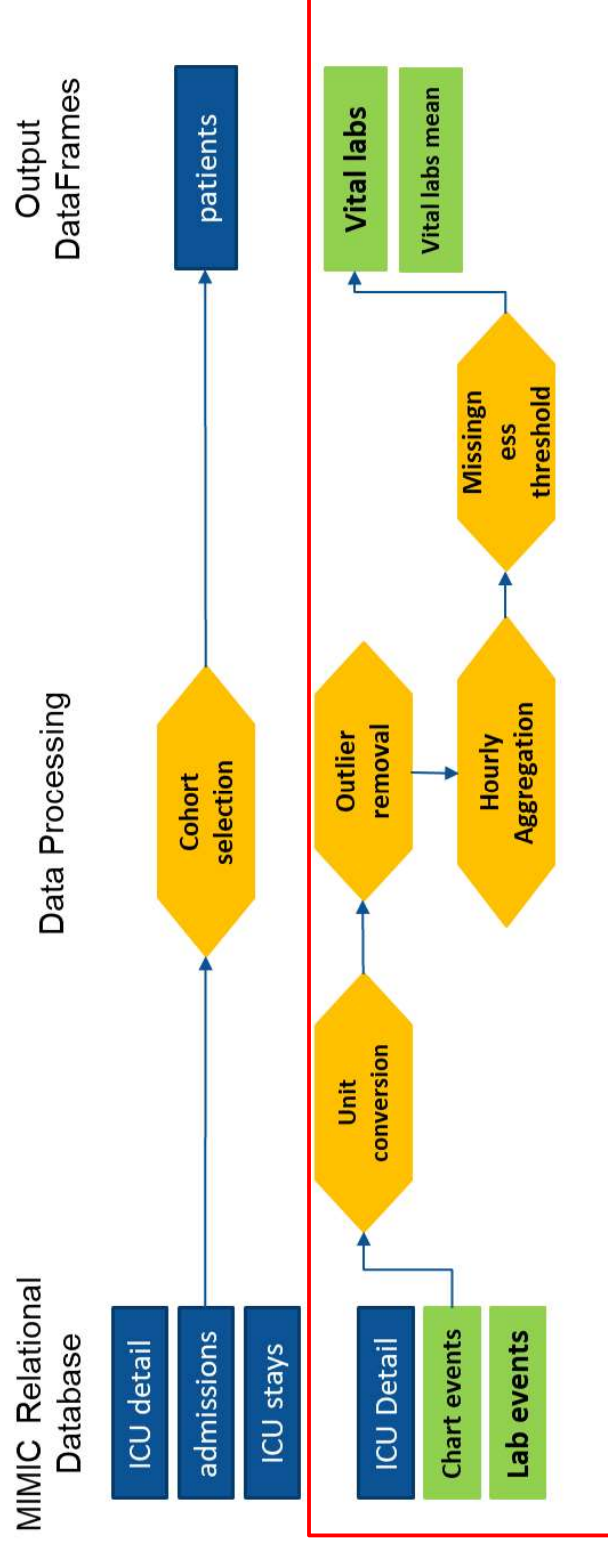 MIMIC Relational
Database
Data Processing
Output
DataFrames
ICU detail
admissions
ICU stays
Cohort
selection
patients
ICU Detail
Chart events
Lab events
Unit
conversion
Outlier
removal
Hourly
Aggregation
Missingn
ess
threshold
Vital labs
Vital labs mean